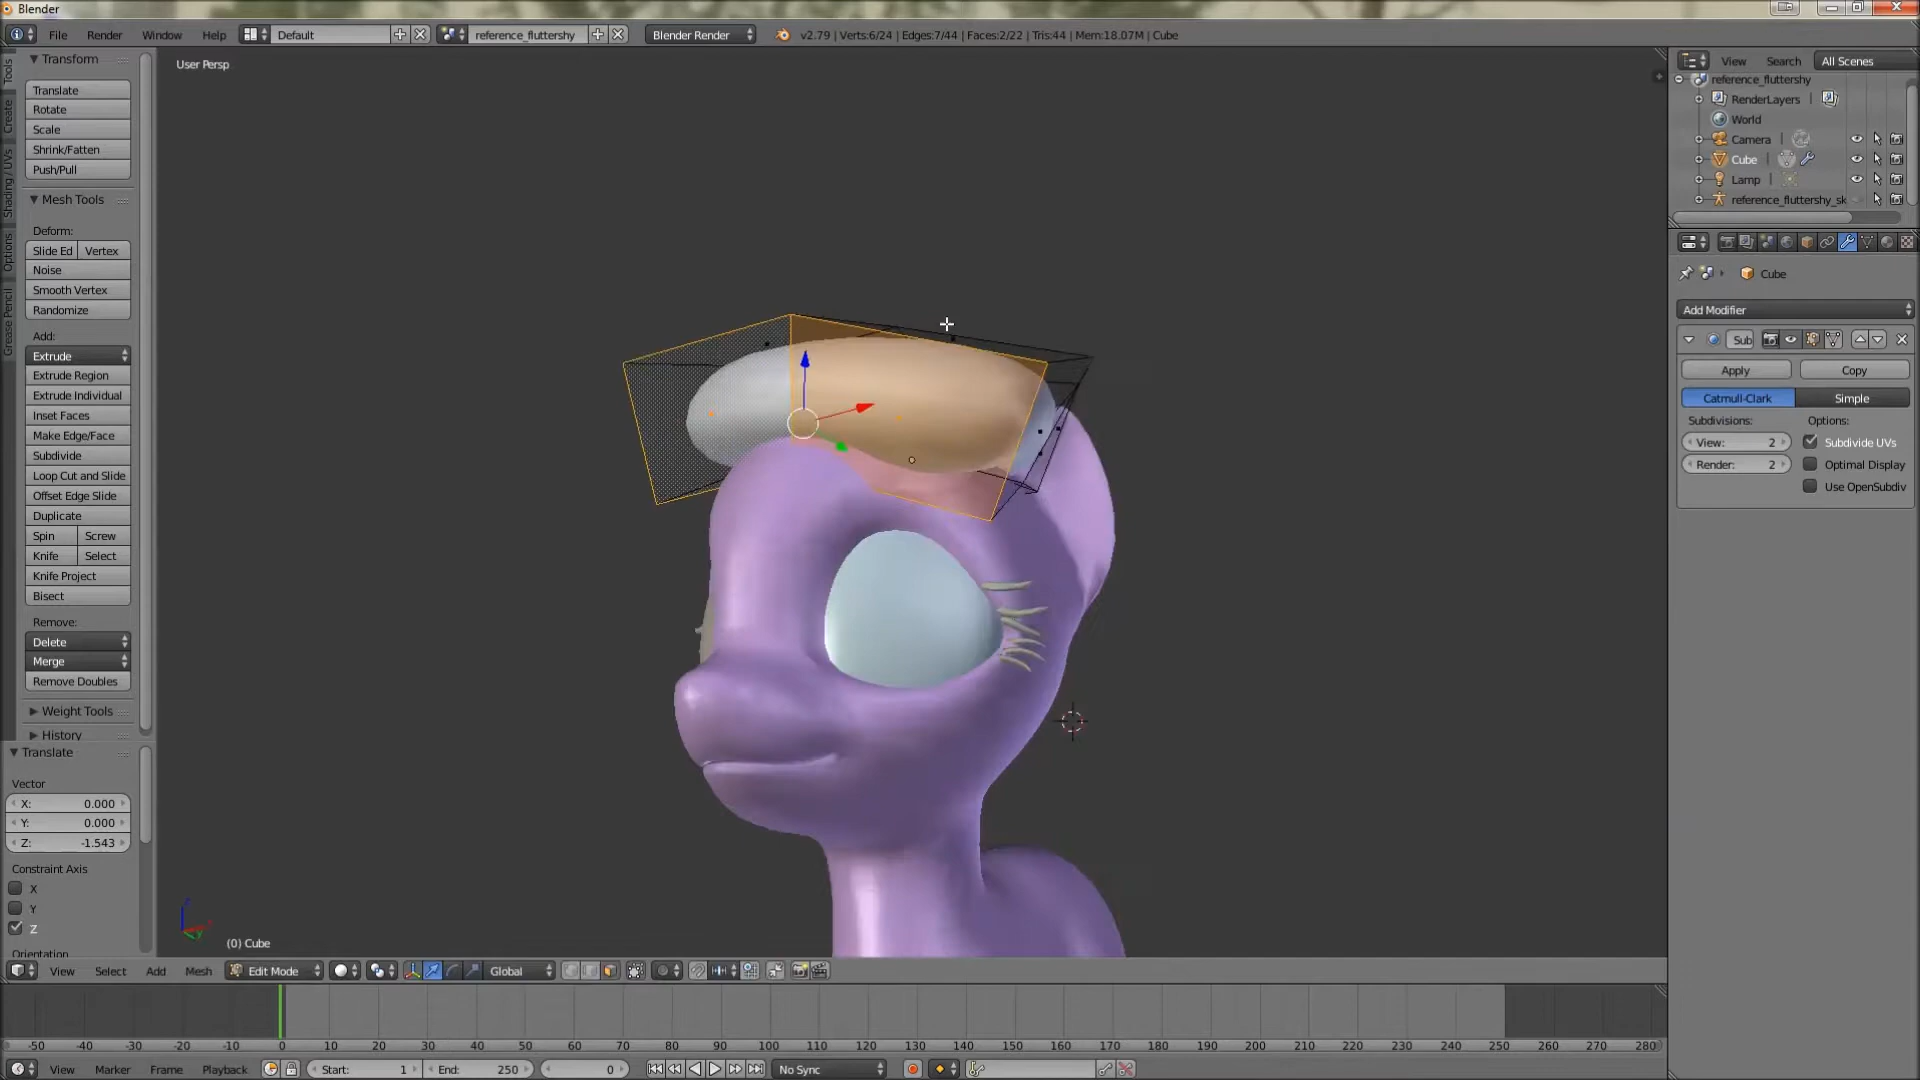 Blender
File Render Window Help Default reference_fluttershy Blender Render v2.79 | Verts:6/24 | Edges:7/44 | Faces:2/22 | Tris:44 | Mem:18.07M | Cube
Tools
Create
Shading / UVs
Options
Grease Pencil
Transform
Translate
Rotate
Scale
Shrink/Fatten
Push/Pull
Mesh Tools
Deform:
Slide Ed Vertex
Noise
Smooth Vertex
Randomize
Add:
Extrude
Extrude Region
Extrude Individual
Inset Faces
Make Edge/Face
Subdivide
Loop Cut and Slide
Offset Edge Slide
Duplicate
Spin Screw
Knife Select
Knife Project
Bisect
Remove:
Delete
Merge
Remove Doubles
Weight Tools
History
Translate
Vector
X: 0.000
Y: 0.000
Z: -1.543
Constraint Axis
X
Y
Z
Orientation
User Persp
(0) Cube
View Search All Scenes
reference_fluttershy
RenderLayers
World
Camera
Cube
Lamp
reference_fluttershy_sk
Cube
Add Modifier
Sub
Apply Copy
Catmull-Clark Simple
Subdivisions: Options:
View: 2 Subdivide UVs
Render: 2 Optimal Display
Use OpenSubdiv
View Select Add Mesh Edit Mode Global
-50 -40 -30 -20 -10 0 10 20 30 40 50 60 70 80 90 100 110 120 130 140 150 160 170 180 190 200 210 220 230 240 250 260 270 280
View Marker Frame Playback Start: 1 End: 250 0 No Sync